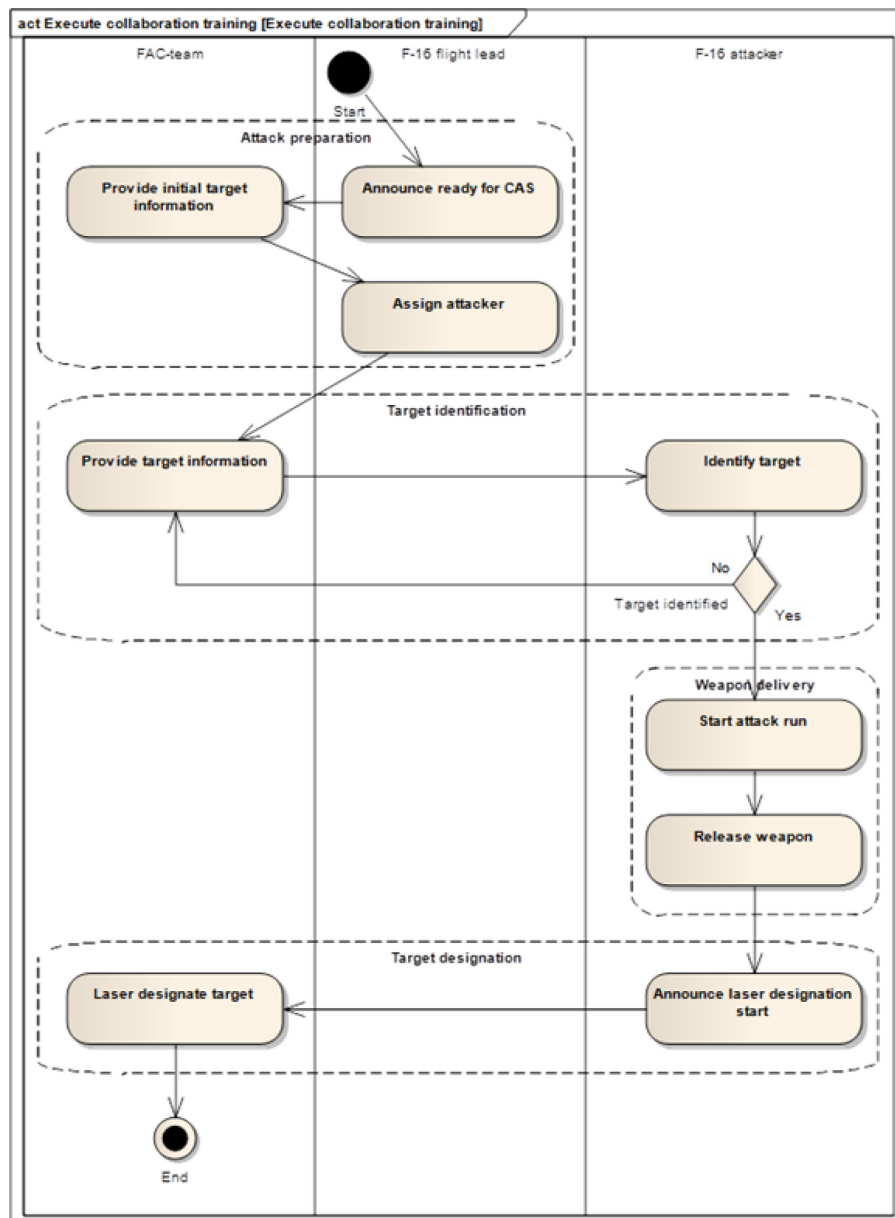 act Execute collaboration training [Execute collaboration training]
FAC-team
F-16 flight lead
F-16 attacker
Start
Attack preparation
Provide initial target
information
Announce ready for CAS
Assign attacker
Target identification
Provide target information
Identify target
No
Target identified
Yes
Weapon delivery
Start attack run
Release weapon
Target designation
Laser designate target
Announce laser designation
start
End